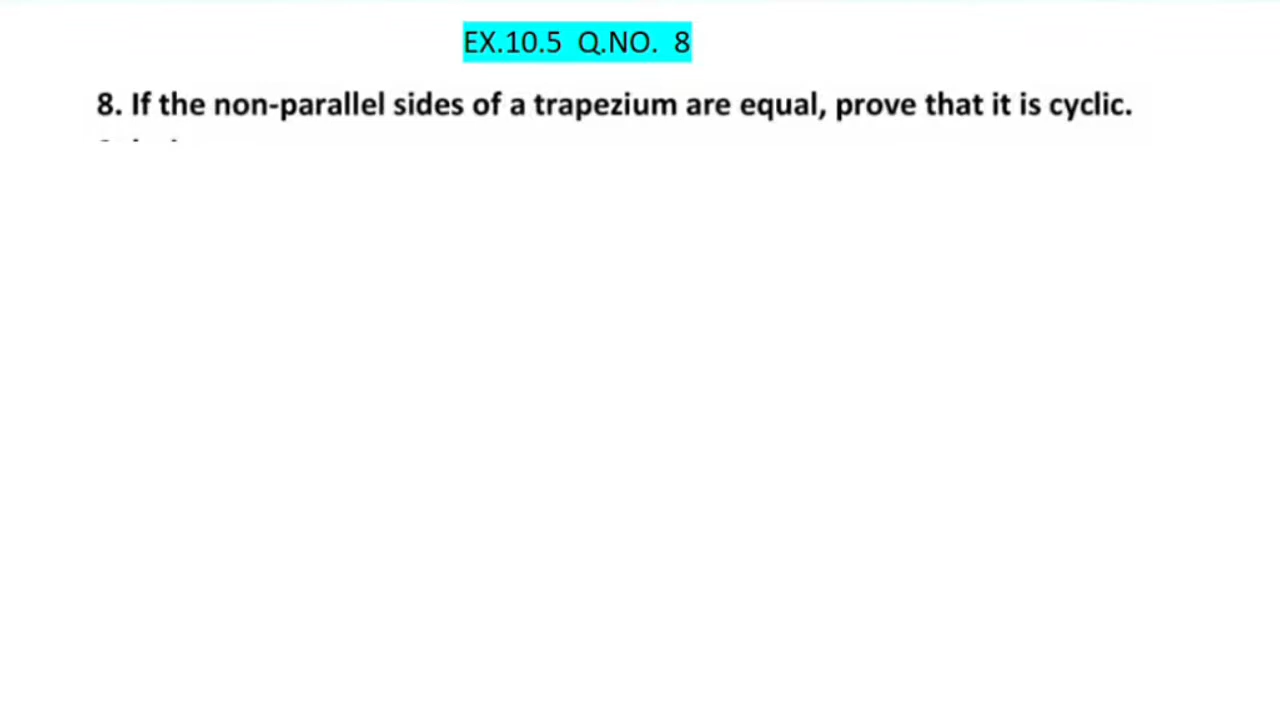 EX.10.5 Q.NO. 8
8. If the non-parallel sides of a trapezium are equal, prove that it is cyclic.